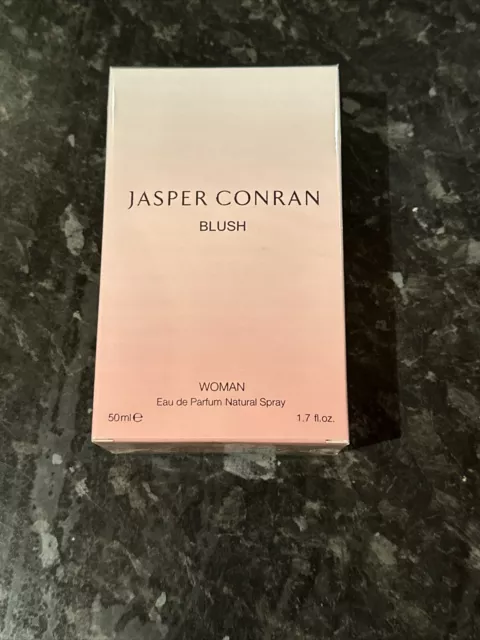 JASPER CONRAN
BLUSH
WOMAN
Eau de Parfum Natural Spray
50ml℮ 1.7 fl.oz.